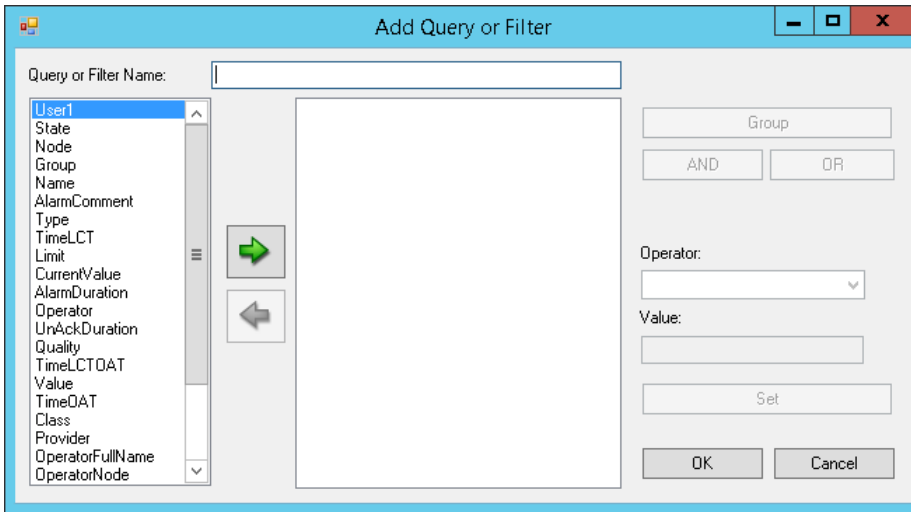 Add Query or Filter
Query or Filter Name:
User1
State
Node
Group
Name
AlarmComment
Type
TimeLCT
Limit
CurrentValue
AlarmDuration
Operator
UnAckDuration
Quality
TimeLCTOAT
Value
TimeOAT
Class
Provider
OperatorFullName
OperatorNode
Group
AND OR
Operator:
Value:
Set
OK Cancel